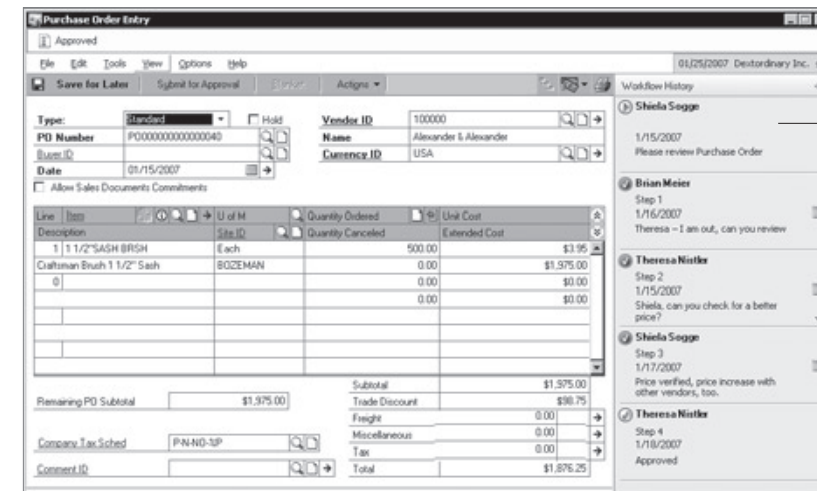 Purchase Order Entry
Approved
File Edit Tools View Options Help
01/25/2007 Dextordinary Inc.
Save for Later Submit for Approval Actions
Workflow History
Type: Standard Hold Vendor ID 100000
PO Number PO000000000000040 Name Alexander & Alexander
Buyer ID Currency ID USA
Date 01/15/2007
Allow Sales Documents Commitments
Line Item U of M Quantity Ordered Unit Cost
Description Site ID Quantity Canceled Extended Cost
1 1 1/2"SASH BRSH Each 500.00 $3.95
Craftsman Brush 1 1/2" Sash BOZEMAN 0.00 $1,975.00
0 0.00 $0.00
0.00 $0.00
Remaining PO Subtotal $1,975.00
Company Tax Sched
Comment ID
Subtotal $1,975.00
Trade Discount $98.75
Freight 0.00
Miscellaneous 0.00
Tax 0.00
Total $1,876.25
Shiela Sogge
1/15/2007
Please review Purchase Order
Brian Meier
Step 1
1/16/2007
Theresa – I am out, can you review
Theresa Nistler
Step 2
1/15/2007
Shiela, can you check for a better
price?
Shiela Sogge
Step 3
1/17/2007
Price verified, price increase with
other vendors, too.
Theresa Nistler
Step 4
1/18/2007
Approved